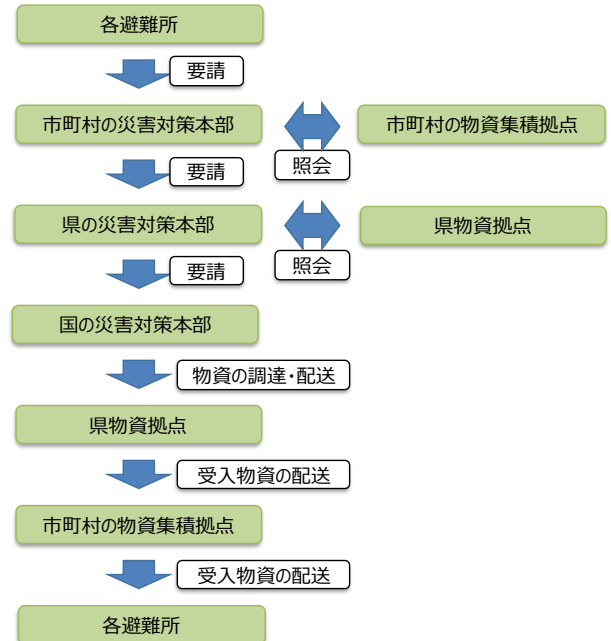 各避難所
要請
市町村の災害対策本部
市町村の物資集積拠点
照会
要請
県の災害対策本部
県物資拠点
照会
要請
国の災害対策本部
物資の調達・配送
県物資拠点
受入物資の配送
市町村の物資集積拠点
受入物資の配送
各避難所